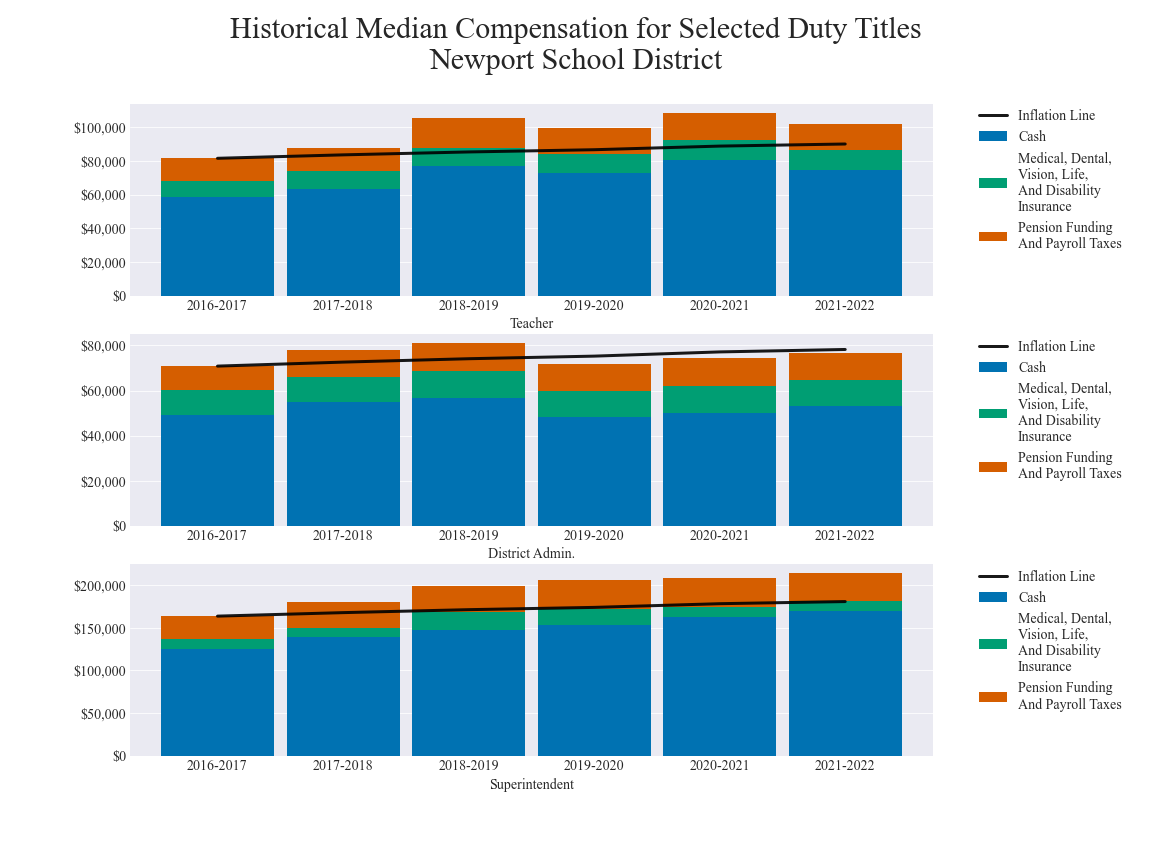 Historical Median Compensation for Selected Duty Titles
Newport School District
$100,000
$80,000
$60,000
$40,000
$20,000
$0
2016-2017
2017-2018
2018-2019
2019-2020
2020-2021
2021-2022
Teacher
Inflation Line
Cash
Medical, Dental,
Vision, Life,
And Disability
Insurance
Pension Funding
And Payroll Taxes
$80,000
$60,000
$40,000
$20,000
$0
2016-2017
2017-2018
2018-2019
2019-2020
2020-2021
2021-2022
District Admin.
Inflation Line
Cash
Medical, Dental,
Vision, Life,
And Disability
Insurance
Pension Funding
And Payroll Taxes
$200,000
$150,000
$100,000
$50,000
$0
2016-2017
2017-2018
2018-2019
2019-2020
2020-2021
2021-2022
Superintendent
Inflation Line
Cash
Medical, Dental,
Vision, Life,
And Disability
Insurance
Pension Funding
And Payroll Taxes